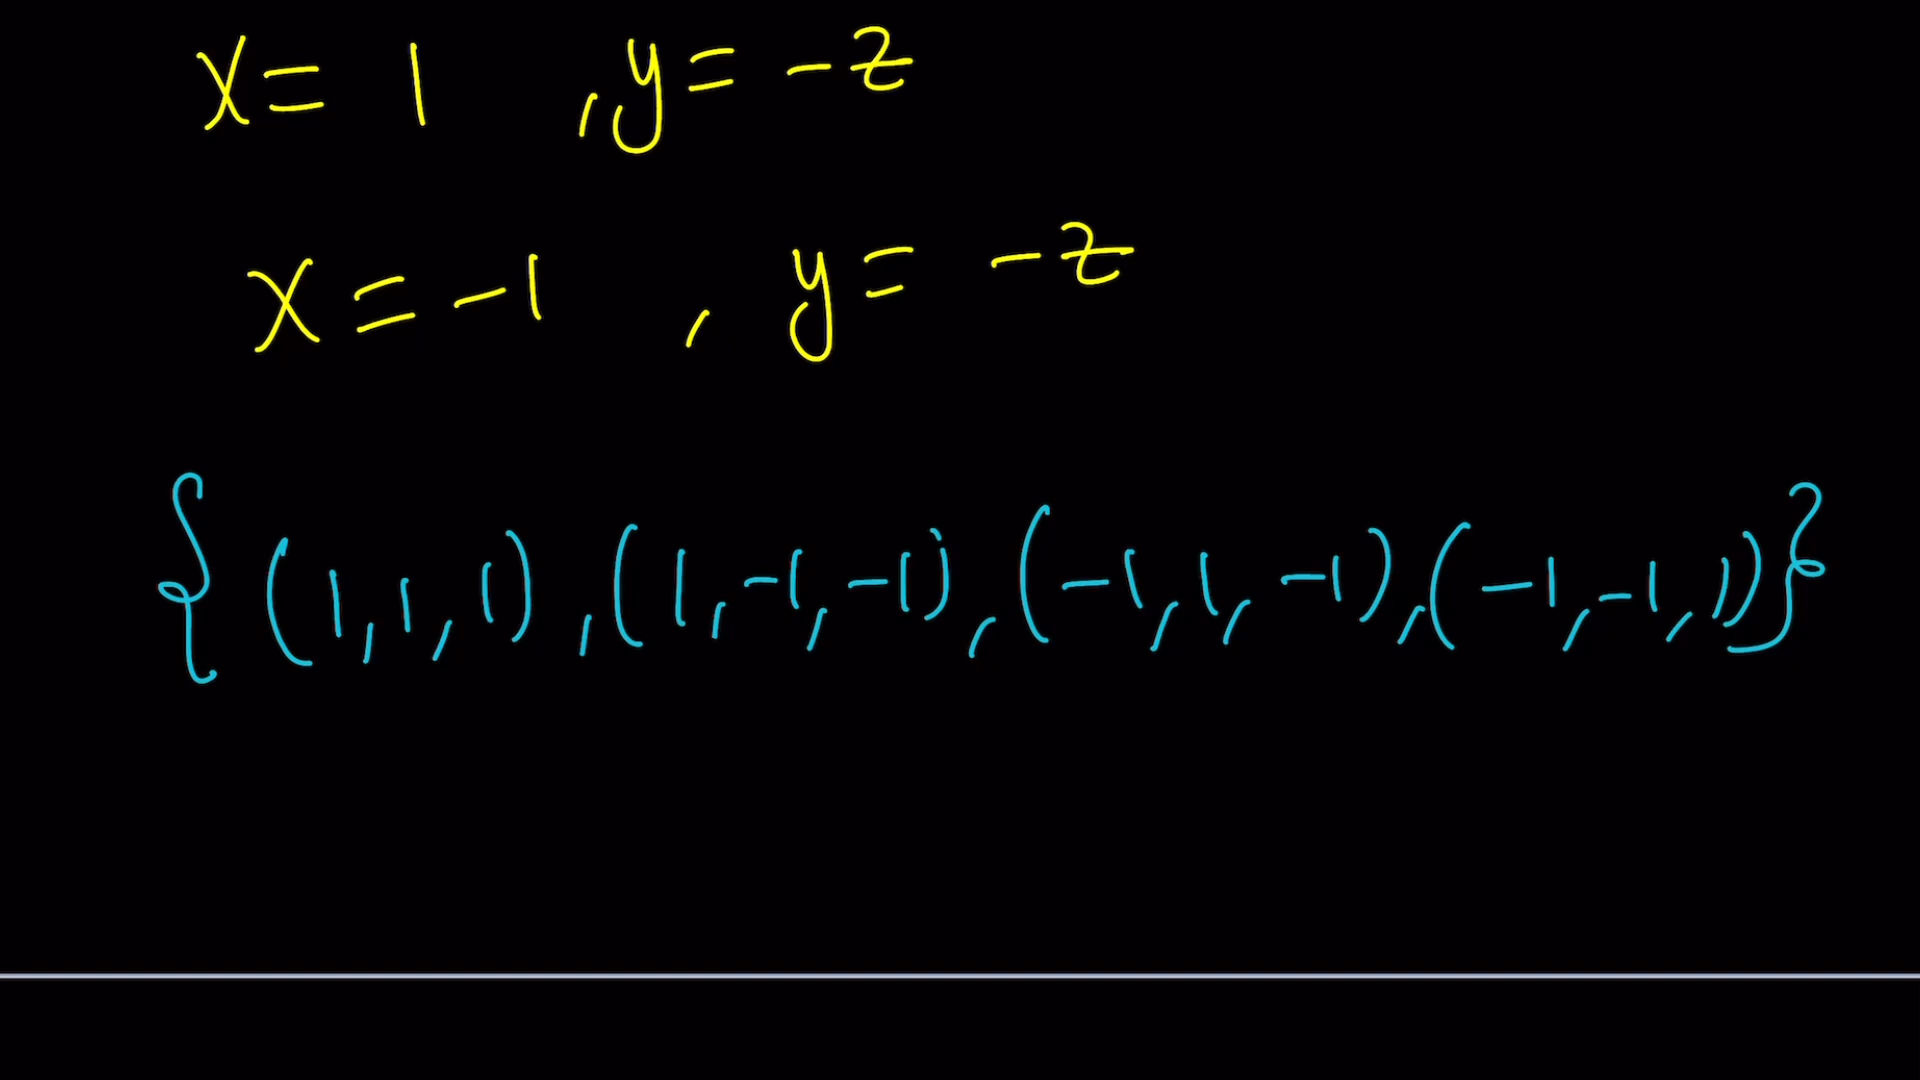 x = 1 , y = -z
x = -1 , y = -z
{ (1,1,1), (1,-1,-1), (-1,1,-1), (-1,-1,1) }